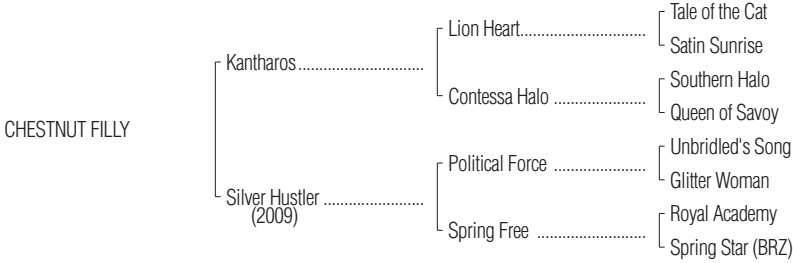 Tale of the Cat
Lion Heart..............................
Satin Sunrise
Kantharos..............................
Southern Halo
Contessa Halo ......................
Queen of Savoy
CHESTNUT FILLY
Unbridled's Song
Political Force ......................
Glitter Woman
Silver Hustler ........................
(2009)
Royal Academy
Spring Free ..........................
Spring Star (BRZ)